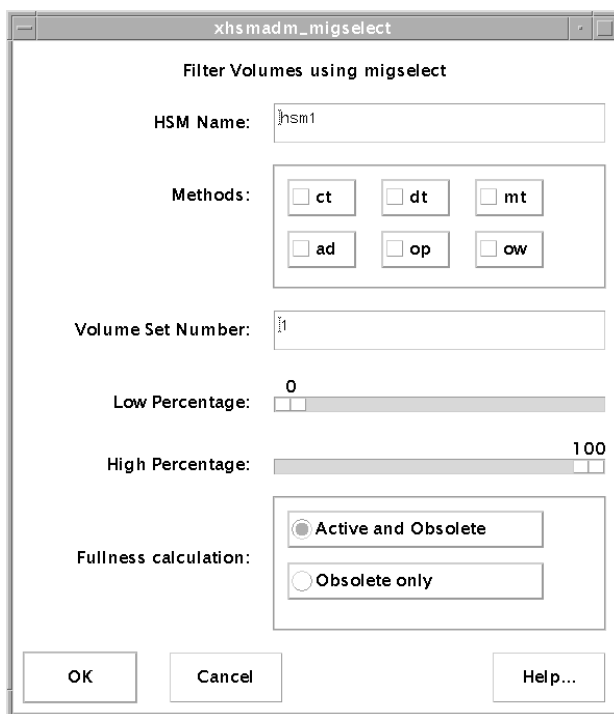 xhsmadm_migselect
Filter Volumes using migselect
HSM Name: hsm1
Methods: ct dt mt
ad op ow
Volume Set Number: 1
0
Low Percentage:
100
High Percentage:
Active and Obsolete
Fullness calculation:
Obsolete only
OK Cancel Help...